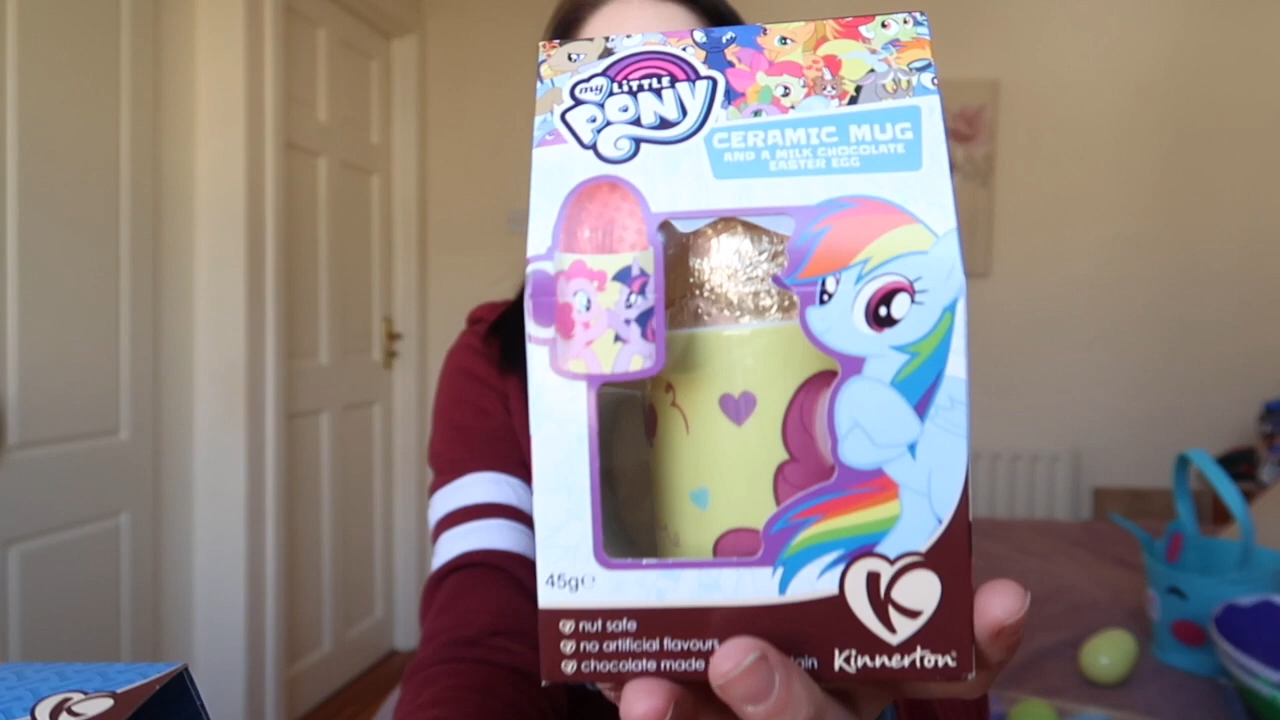 my LITTLE
PONY
CERAMIC MUG
AND A MILK CHOCOLATE
EASTER EGG
45g℮
nut safe
no artificial flavours
chocolate made
Kinnerton